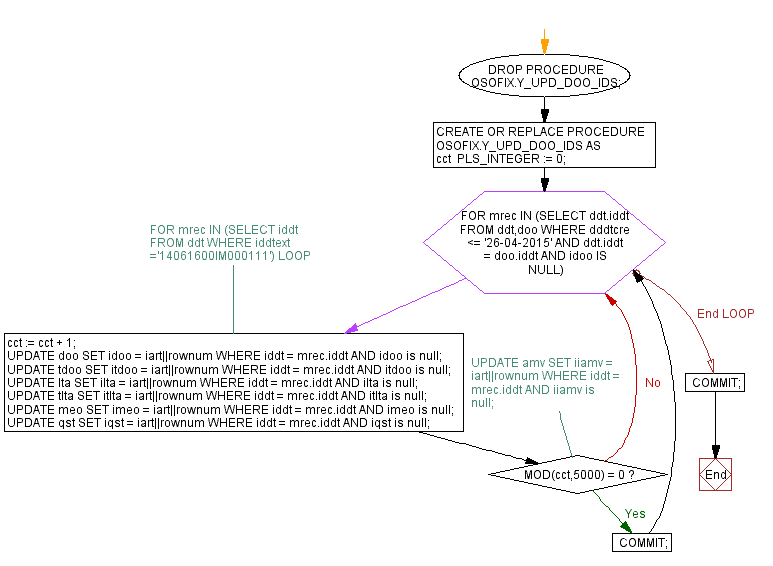 DROP PROCEDURE
OSOFIX.Y_UPD_DOO_IDS;
CREATE OR REPLACE PROCEDURE
OSOFIX.Y_UPD_DOO_IDS AS
cct PLS_INTEGER := 0;
FOR mrec IN (SELECT ddt.iddt
FROM ddt,doo WHERE dddtcre
<= '26-04-2015' AND ddt.iddt
= doo.iddt AND idoo IS
NULL)
FOR mrec IN (SELECT iddt
FROM ddt WHERE iddtext
='14061600IM000111') LOOP
End LOOP
cct := cct + 1;
UPDATE doo SET idoo = iart||rownum WHERE iddt = mrec.iddt AND idoo is null;
UPDATE tdoo SET itdoo = iart||rownum WHERE iddt = mrec.iddt AND itdoo is null;
UPDATE lta SET ilta = iart||rownum WHERE iddt = mrec.iddt AND ilta is null;
UPDATE tlta SET itlta = iart||rownum WHERE iddt = mrec.iddt AND itlta is null;
UPDATE meo SET imeo = iart||rownum WHERE iddt = mrec.iddt AND imeo is null;
UPDATE qst SET iqst = iart||rownum WHERE iddt = mrec.iddt AND iqst is null;
UPDATE amv SET iiamv =
iart||rownum WHERE iddt =
mrec.iddt AND iiamv is
null;
No
COMMIT;
MOD(cct,5000) = 0 ?
End
Yes
COMMIT;